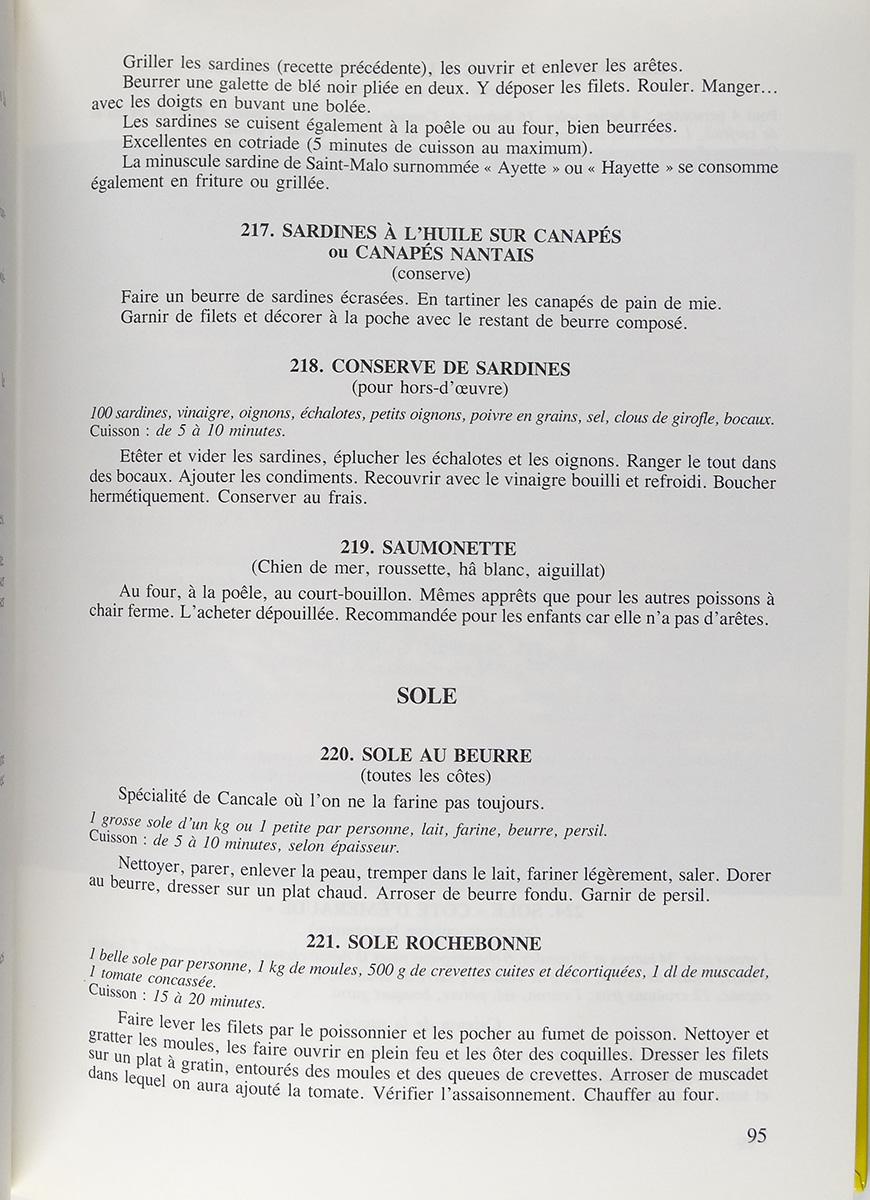 Griller les sardines (recette précédente), les ouvrir et enlever les arêtes.
Beurrer une galette de blé noir pliée en deux. Y déposer les filets. Rouler. Manger...
avec les doigts en buvant une bolée.
Les sardines se cuisent également à la poêle ou au four, bien beurrées.
Excellentes en cotriade (5 minutes de cuisson au maximum).
La minuscule sardine de Saint-Malo surnommée « Ayette » ou « Hayette » se consomme
également en friture ou grillée.
217. SARDINES À L'HUILE SUR CANAPÉS
ou CANAPÉS NANTAIS
(conserve)
Faire un beurre de sardines écrasées. En tartiner les canapés de pain de mie.
Garnir de filets et décorer à la poche avec le restant de beurre composé.
218. CONSERVE DE SARDINES
(pour hors-d'œuvre)
100 sardines, vinaigre, oignons, échalotes, petits oignons, poivre en grains, sel, clous de girofle, bocaux.
Cuisson : de 5 à 10 minutes.
Etêter et vider les sardines, éplucher les échalotes et les oignons. Ranger le tout dans
des bocaux. Ajouter les condiments. Recouvrir avec le vinaigre bouilli et refroidi. Boucher
hermétiquement. Conserver au frais.
219. SAUMONETTE
(Chien de mer, roussette, hâ blanc, aiguillat)
Au four, à la poêle, au court-bouillon. Mêmes apprêts que pour les autres poissons à
chair ferme. L'acheter dépouillée. Recommandée pour les enfants car elle n'a pas d'arêtes.
SOLE
220. SOLE AU BEURRE
(toutes les côtes)
Spécialité de Cancale où l'on ne la farine pas toujours.
1 grosse sole d'un kg ou 1 petite par personne, lait, farine, beurre, persil.
Cuisson : de 5 à 10 minutes, selon épaisseur.
Nettoyer, parer, enlever la peau, tremper dans le lait, fariner légèrement, saler. Dorer
au beurre, dresser sur un plat chaud. Arroser de beurre fondu. Garnir de persil.
221. SOLE ROCHEBONNE
1 belle sole par personne, 1 kg de moules, 500 g de crevettes cuites et décortiquées, 1 dl de muscadet,
1 tomate concassée.
Cuisson : 15 à 20 minutes.
Faire lever les filets par le poissonnier et les pocher au fumet de poisson. Nettoyer et
gratter les moules, les faire ouvrir en plein feu et les ôter des coquilles. Dresser les filets
sur un plat à gratin, entourés des moules et des queues de crevettes. Arroser de muscadet
dans lequel on aura ajouté la tomate. Vérifier l'assaisonnement. Chauffer au four.
95